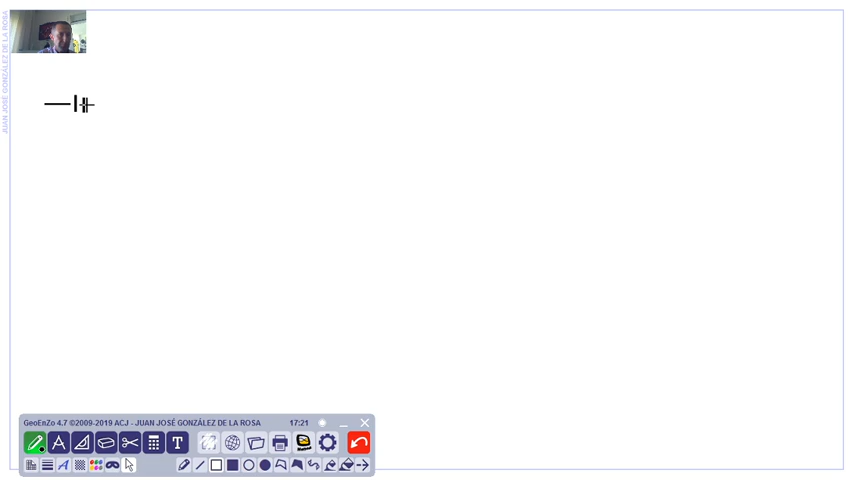 JUAN JOSÉ GONZÁLEZ DE LA ROSA
GeoEnZo 4.7 ©2009-2019 ACJ - JUAN JOSÉ GONZÁLEZ DE LA ROSA 17:21